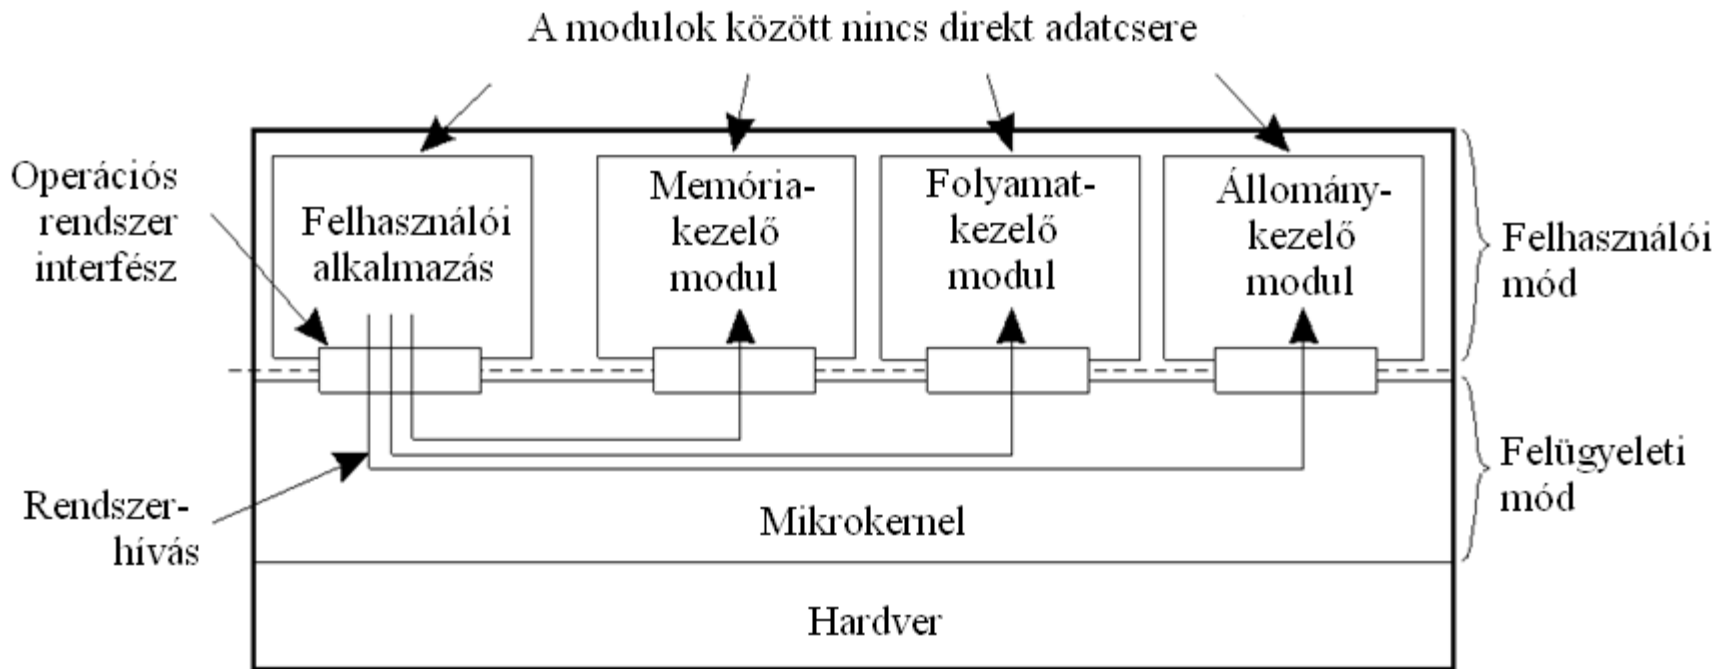 A modulok között nincs direkt adatcsere
Operációs
rendszer
interfész
Felhasználói
alkalmazás
Memória-
kezelő
modul
Folyamat-
kezelő
modul
Állomány-
kezelő
modul
Felhasználói
mód
Rendszer-
hívás
Mikrokernel
Felügyeleti
mód
Hardver